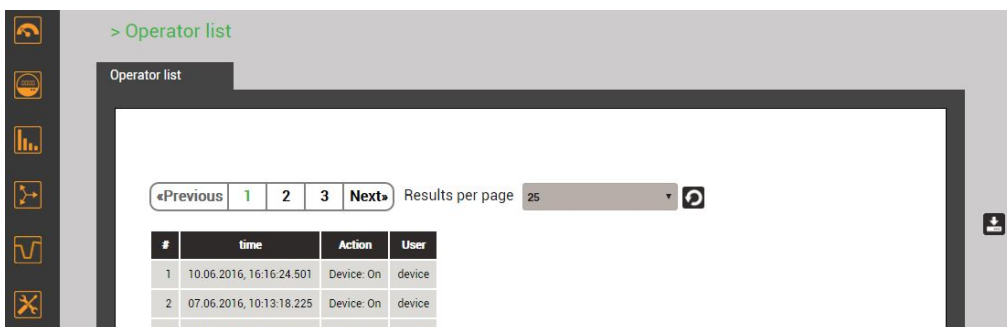 > Operator list
Operator list
«Previous 1 2 3 Next» Results per page 25
# time Action User
1 10.06.2016, 16:16:24.501 Device: On device
2 07.06.2016, 10:13:18.225 Device: On device